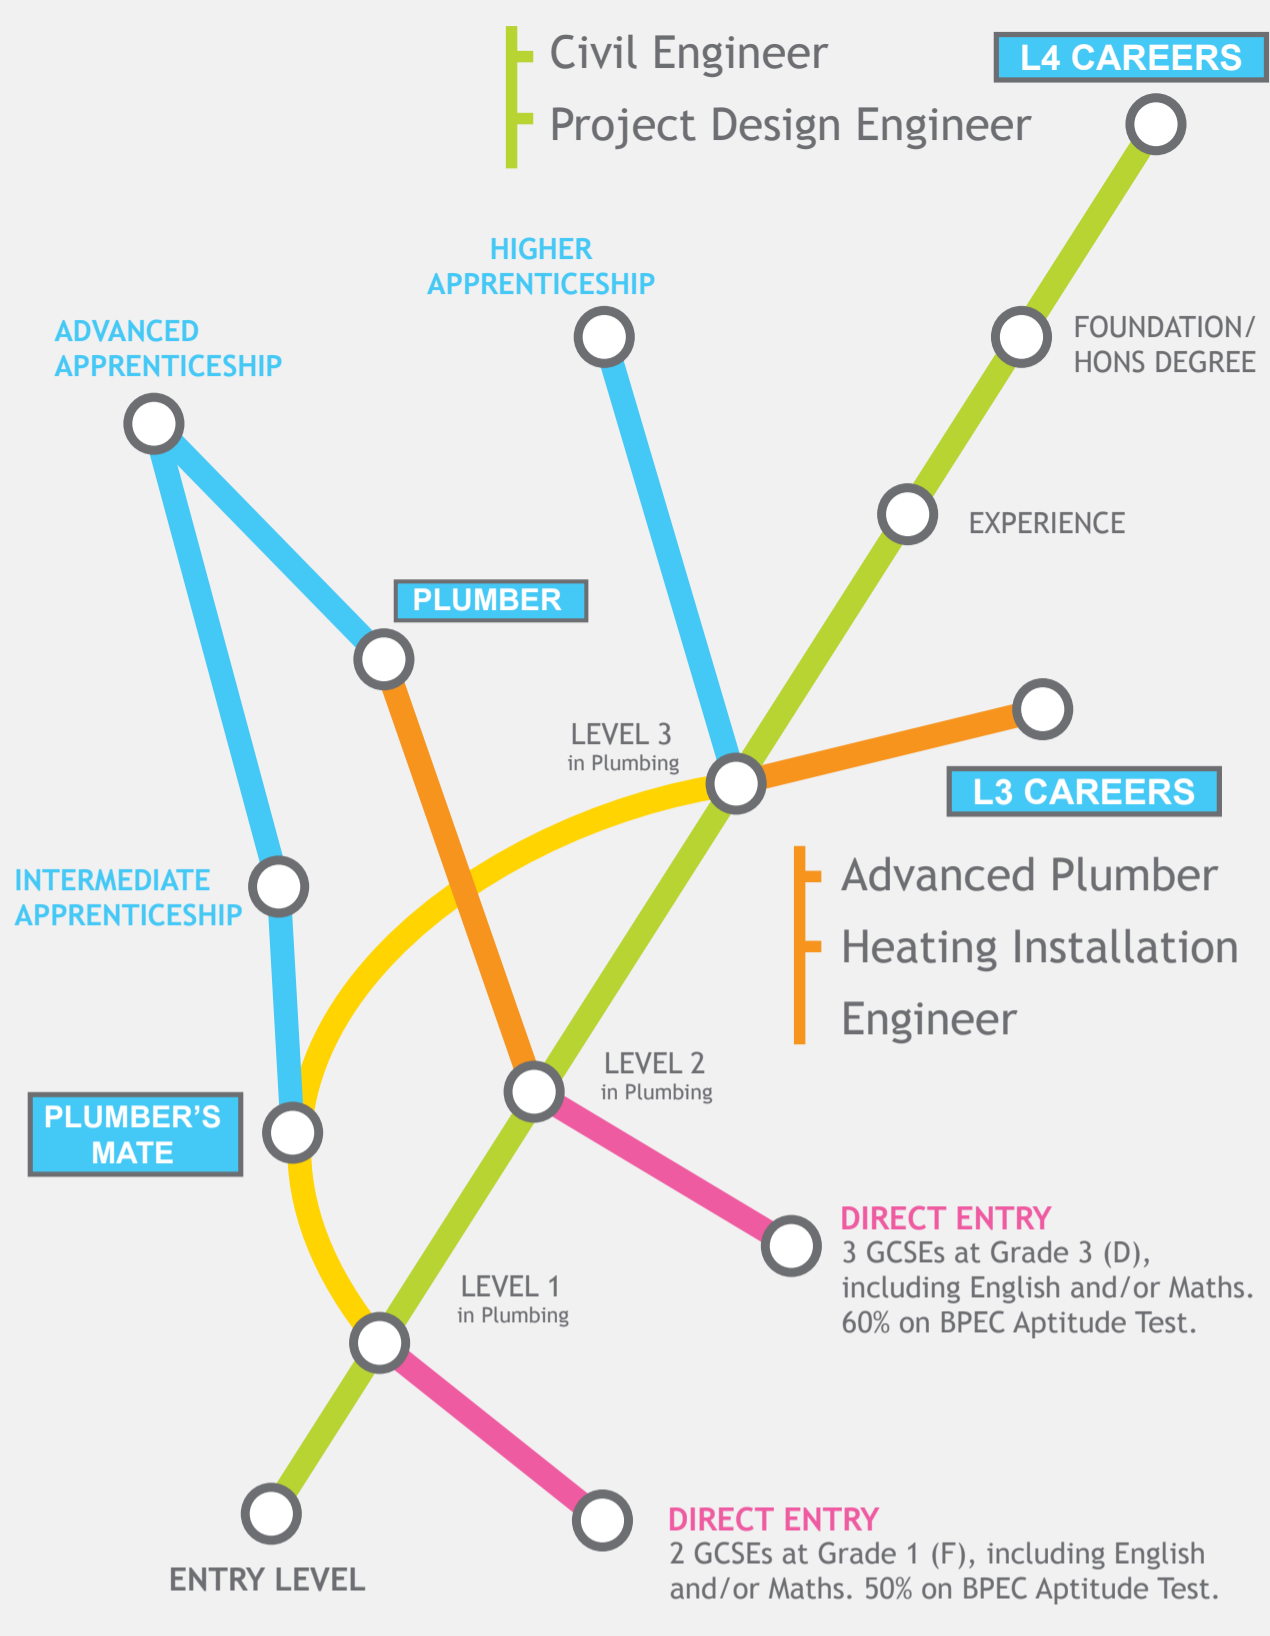 Civil Engineer
Project Design Engineer
L4 CAREERS
HIGHER
APPRENTICESHIP
ADVANCED
APPRENTICESHIP
FOUNDATION/
HONS DEGREE
EXPERIENCE
PLUMBER
LEVEL 3
in Plumbing
L3 CAREERS
Advanced Plumber
Heating Installation
Engineer
INTERMEDIATE
APPRENTICESHIP
LEVEL 2
in Plumbing
PLUMBER'S
MATE
DIRECT ENTRY
3 GCSEs at Grade 3 (D),
including English and/or Maths.
60% on BPEC Aptitude Test.
LEVEL 1
in Plumbing
DIRECT ENTRY
2 GCSEs at Grade 1 (F), including English
and/or Maths. 50% on BPEC Aptitude Test.
ENTRY LEVEL